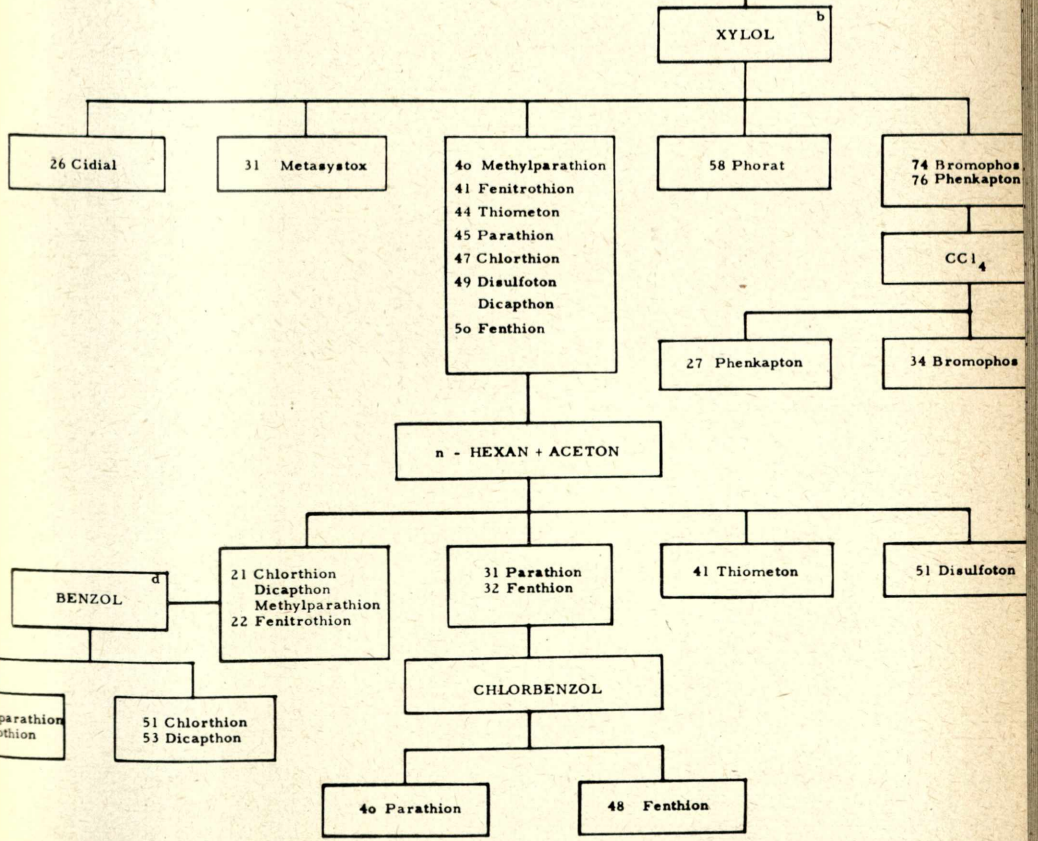 b
XYLOL
26 Cidial
31 Metasystox
4o Methylparathion
41 Fenitrothion
44 Thiometon
45 Parathion
47 Chlorthion
49 Disulfoton
Dicapthon
5o Fenthion
58 Phorat
74 Bromophos
76 Phenkapton
CCl4
27 Phenkapton
34 Bromophos
n - HEXAN + ACETON
d
BENZOL
21 Chlorthion
Dicapthon
Methylparathion
22 Fenitrothion
31 Parathion
32 Fenthion
41 Thiometon
51 Disulfoton
CHLORBENZOL
parathion
othion
51 Chlorthion
53 Dicapthon
4o Parathion
48 Fenthion